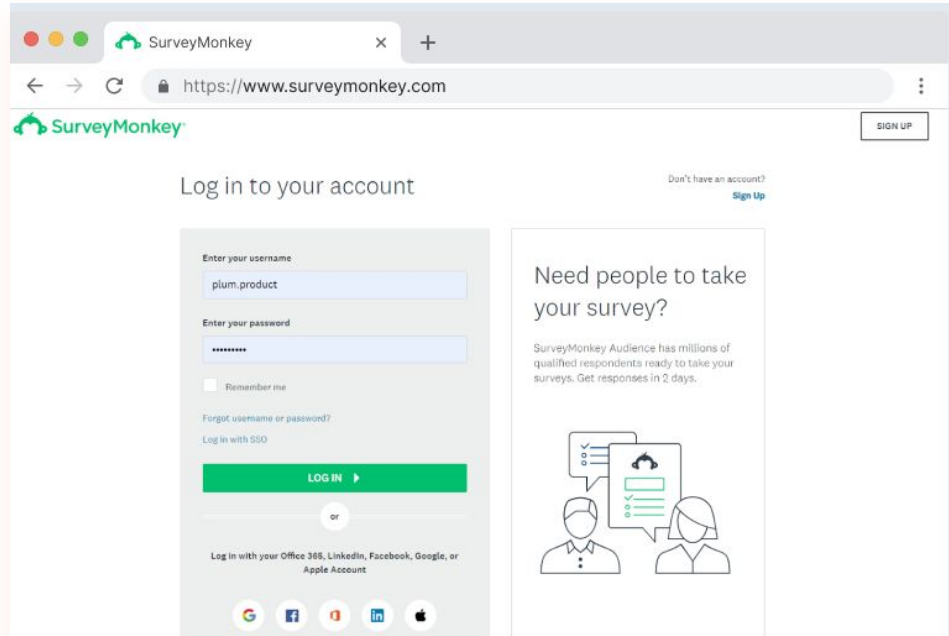 SurveyMonkey
https://www.surveymonkey.com
SurveyMonkey
SIGN UP
Log in to your account
Don't have an account?
Sign Up
Enter your username
plum.product
Enter your password
•••••••••
Remember me
Forgot username or password?
Log in with SSO
LOG IN
or
Log in with your Office 365, LinkedIn, Facebook, Google, or
Apple Account
Need people to take
your survey?
SurveyMonkey Audience has millions of
qualified respondents ready to take your
surveys. Get responses in 2 days.